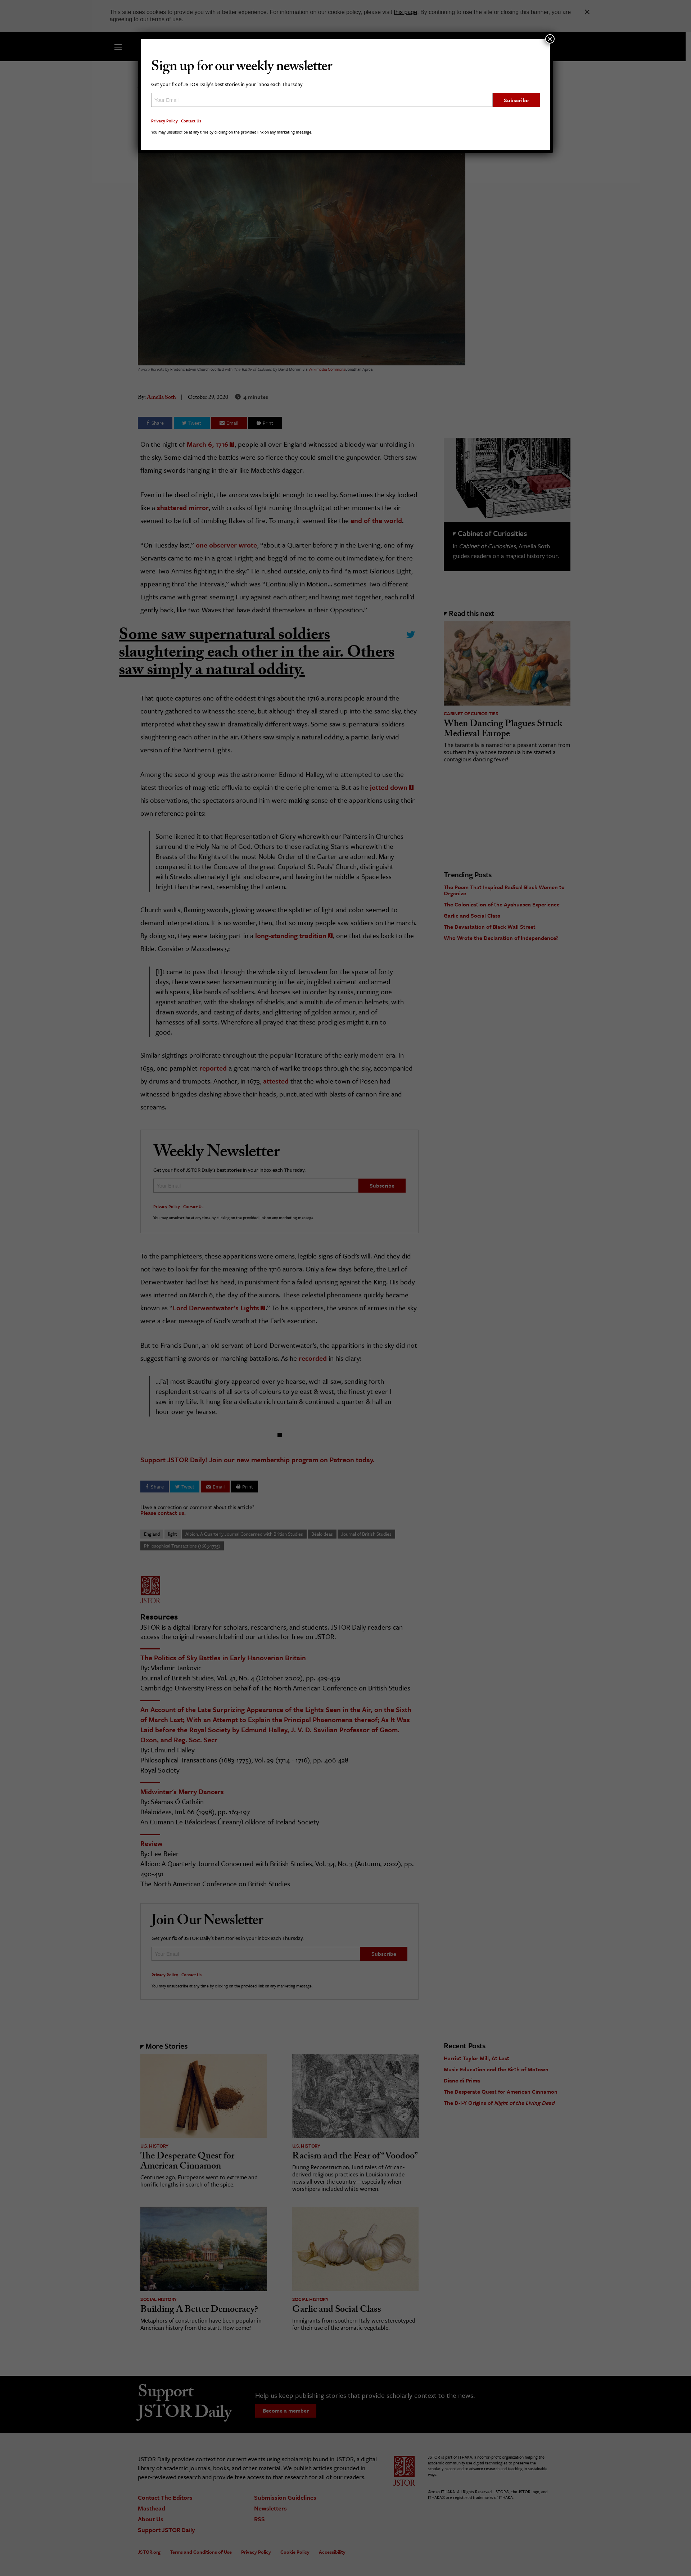 This site uses cookies to provide you with a better experience. For information on our cookie policy, please visit this page. By continuing to use the site or closing this banner, you are
agreeing to our terms of use.
Sign up for our weekly newsletter
Get your fix of JSTOR Daily's best stories in your inbox each Thursday.
Your Email
Subscribe
Privacy Policy Contact Us
You may unsubscribe at any time by clicking on the provided link on any marketing message.
By: Amelia Soth | October 29, 2020 4 minutes
Share Tweet Email Print
On the night of March 6, 1716, people all over England witnessed a bloody war unfolding in
the sky. Some claimed the battles were so fierce they could smell the gunpowder. Others saw
flaming swords hanging in the air like Macbeth's dagger.
Even in the dead of night, the aurora was bright enough to read by. Sometimes the sky looked
like a shattered mirror, with cracks of light running through it; at other moments the air
seemed to be full of tumbling flakes of fire. To many, it seemed like the end of the world.
"On Tuesday last," one observer wrote, "about a Quarter before 7 in the Evening, one of my
Servants came to me in a great Fright; and begg'd of me to come out immediately, for there
were Two Armies fighting in the Sky." He rushed outside, only to find "a most Glorious Light,
appearing thro' the Intervals," which was "Continually in Motion... sometimes Two different
Lights came with great seeming Fury against each other; and having met together, each roll'd
gently back, like two Waves that have dash'd themselves in their Opposition."
Some saw supernatural soldiers
slaughtering each other in the air. Others
saw simply a natural oddity.
That quote captures one of the oddest things about the 1716 aurora: people around the
country gathered to witness the scene, but although they all stared up into the same sky, they
interpreted what they saw in dramatically different ways. Some saw supernatural soldiers
slaughtering each other in the air. Others saw simply a natural oddity, a particularly vivid
version of the Northern Lights.
Among the second group was the astronomer Edmond Halley, who attempted to use the
latest theories of magnetic effluvia to explain the eerie phenomena. But as he jotted down
his observations, the spectators around him were making sense of the apparitions using their
own reference points:
Some likened it to that Representation of Glory wherewith our Painters in Churches
surround the Holy Name of God. Others to those radiating Starrs wherewith the
Breasts of the Knights of the most Noble Order of the Garter are adorned. Many
compared it to the Concave of the great Cupola of St. Pauls' Church, distinguisht
with Streaks alternately Light and obscure, and having in the middle a Space less
bright than the rest, resembling the Lantern.
Church vaults, flaming swords, glowing gems: the splatter of light and color seemed to
demand interpretation. It is no wonder, then, that so many people saw soldiers on the march.
By doing so, they were taking part in a long-standing tradition, one that dates back to the
Bible. Consider 2 Maccabees 5:
[I]t came to pass that through the whole city of Jerusalem for the space of forty
days, there were seen horsemen running in the air, in gilded raiment and armed
with spears, like bands of soldiers. And horses set in order by ranks, running one
against another, with the shakings of shields, and a multitude of men in helmets, with
drawn swords, and casting of darts, and glittering of golden armour, and of
harnesses of all sorts. Wherefore all prayed that these prodigies might turn to
good.
Similar sightings proliferate throughout the popular literature of the early modern era. In
1659, one pamphlet reported a great march of warlike troops through the sky, accompanied
by drums and trumpets. Another, in 1673, attested that the whole town of Posen had
witnessed brigades clashing above their heads, punctuated with blasts of cannon-fire and
screams.
Weekly Newsletter
Get your fix of JSTOR Daily's best stories in your inbox each Thursday.
Your Email
Subscribe
Privacy Policy Contact Us
You may unsubscribe at any time by clicking on the provided link on any marketing message.
To the pamphleteers, these apparitions were omens, legible signs of God's will. And they did
not have to look far for the meaning of the 1716 aurora. Only a few days before, the Earl of
Derwentwater had lost his head, in punishment for a failed uprising against the King. His body
was interred on March 6, the day of the aurora. These celestial phenomena quickly became
known as "Lord Derwentwater's Lights." To his supporters, the visions of armies in the sky
were a clear message of God's wrath at the Earl's execution.
But to Francis Dunn, an old servant of Lord Derwentwater's, the apparitions in the sky did not
suggest flaming swords or marching battalions. As he recorded in his diary:
…[a] most Beautiful glory appeared over ye hearse, wch all saw, sending forth
resplendent streams of all sorts of colours to ye east & west, the finest yt ever I
saw in my Life. It hung like a delicate rich curtain & continued a quarter & half an
hour over ye hearse.
Support JSTOR Daily! Join our new membership program on Patreon today.
Share Tweet Email Print
Have a correction or comment about this article?
Please contact us.
England light Albion: A Quarterly Journal Concerned with British Studies Béaloideas Journal of British Studies
Philosophical Transactions (1683-1775)
JSTOR
Resources
JSTOR is a digital library for scholars, researchers, and students. JSTOR Daily readers can
access the original research behind our articles for free on JSTOR.
The Politics of Sky Battles in Early Hanoverian Britain
By: Vladimir Jankovic
Journal of British Studies, Vol. 41, No. 4 (October 2002), pp. 429-459
Cambridge University Press on behalf of The North American Conference on British Studies
An Account of the Late Surprizing Appearance of the Lights Seen in the Air, on the Sixth
of March Last; With an Attempt to Explain the Principal Phaenomena thereof; As It Was
Laid before the Royal Society by Edmund Halley, J. V. D. Savilian Professor of Geom.
Oxon, and Reg. Soc. Secr
By: Edmund Halley
Philosophical Transactions (1683-1775), Vol. 29 (1714 - 1716), pp. 406-428
Royal Society
Midwinter's Merry Dancers
By: Séamas Ó Catháin
Béaloideas, Iml. 66 (1998), pp. 163-197
An Cumann Le Béaloideas Éireann/Folklore of Ireland Society
Review
By: Lee Beier
Albion: A Quarterly Journal Concerned with British Studies, Vol. 34, No. 3 (Autumn, 2002), pp.
490-491
The North American Conference on British Studies
Join Our Newsletter
Get your fix of JSTOR Daily's best stories in your inbox each Thursday.
Your Email
Subscribe
Privacy Policy Contact Us
You may unsubscribe at any time by clicking on the provided link on any marketing message.
Cabinet of Curiosities
In Cabinet of Curiosities, Amelia Soth
guides readers on a magical history tour.
Read this next
CABINET OF CURIOSITIES
When Dancing Plagues Struck
Medieval Europe
The tarantella is named for a peasant woman from
southern Italy whose tarantula bite started a
contagious dancing fever!
Trending Posts
The Poem That Inspired Radical Black Women to
Organize
The Colonization of the Ayahuasca Experience
Garlic and Social Class
The Devastation of Black Wall Street
Who Wrote the Declaration of Independence?
More Stories
U.S. HISTORY
The Desperate Quest for
American Cinnamon
Centuries ago, Europeans went to extreme and
horrific lengths in search of the spice.
U.S. HISTORY
Racism and the Fear of "Voodoo"
During Reconstruction, lurid tales of African-
derived religious practices in Louisiana made
news all over the country—especially when
worshipers included white women.
SOCIAL HISTORY
Building A Better Democracy?
Metaphors of construction have been popular in
American history from the start. How come?
SOCIAL HISTORY
Garlic and Social Class
Immigrants from southern Italy were stereotyped
for their use of the aromatic vegetable.
Recent Posts
Harriet Taylor Mill, At Last
Music Education and the Birth of Motown
Diane di Prima
The Desperate Quest for American Cinnamon
The D-I-Y Origins of Night of the Living Dead
Support
JSTOR Daily
Help us keep publishing stories that provide scholarly context to the news.
Become a member
JSTOR Daily provides context for current events using scholarship found in JSTOR, a digital
library of academic journals, books, and other material. We publish articles grounded in
peer-reviewed research and provide free access to that research for all of our readers.
Contact The Editors
Masthead
About Us
Support JSTOR Daily
Submission Guidelines
Newsletters
RSS
JSTOR
JSTOR is part of ITHAKA, a not-for-profit organization helping the
academic community use digital technologies to preserve the
scholarly record and to advance research and teaching in sustainable
ways.
ITHAKA. All Rights Reserved. JSTOR®, the JSTOR logo, and
ITHAKA® are registered trademarks of ITHAKA.
JSTOR.org Terms and Conditions of Use Privacy Policy Cookie Policy Accessibility